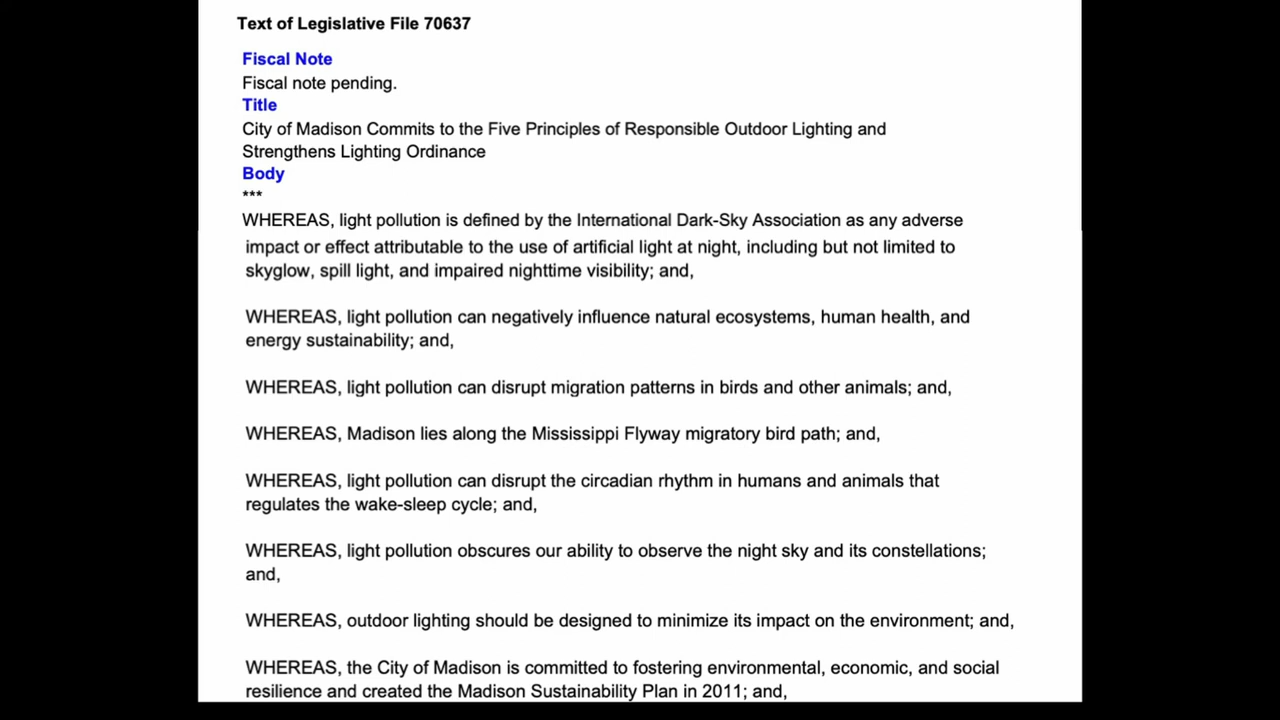 Text of Legislative File 70637
Fiscal Note
Fiscal note pending.
Title
City of Madison Commits to the Five Principles of Responsible Outdoor Lighting and
Strengthens Lighting Ordinance
Body
***
WHEREAS, light pollution is defined by the International Dark-Sky Association as any adverse
impact or effect attributable to the use of artificial light at night, including but not limited to
skyglow, spill light, and impaired nighttime visibility; and,
WHEREAS, light pollution can negatively influence natural ecosystems, human health, and
energy sustainability; and,
WHEREAS, light pollution can disrupt migration patterns in birds and other animals; and,
WHEREAS, Madison lies along the Mississippi Flyway migratory bird path; and,
WHEREAS, light pollution can disrupt the circadian rhythm in humans and animals that
regulates the wake-sleep cycle; and,
WHEREAS, light pollution obscures our ability to observe the night sky and its constellations;
and,
WHEREAS, outdoor lighting should be designed to minimize its impact on the environment; and,
WHEREAS, the City of Madison is committed to fostering environmental, economic, and social
resilience and created the Madison Sustainability Plan in 2011; and,